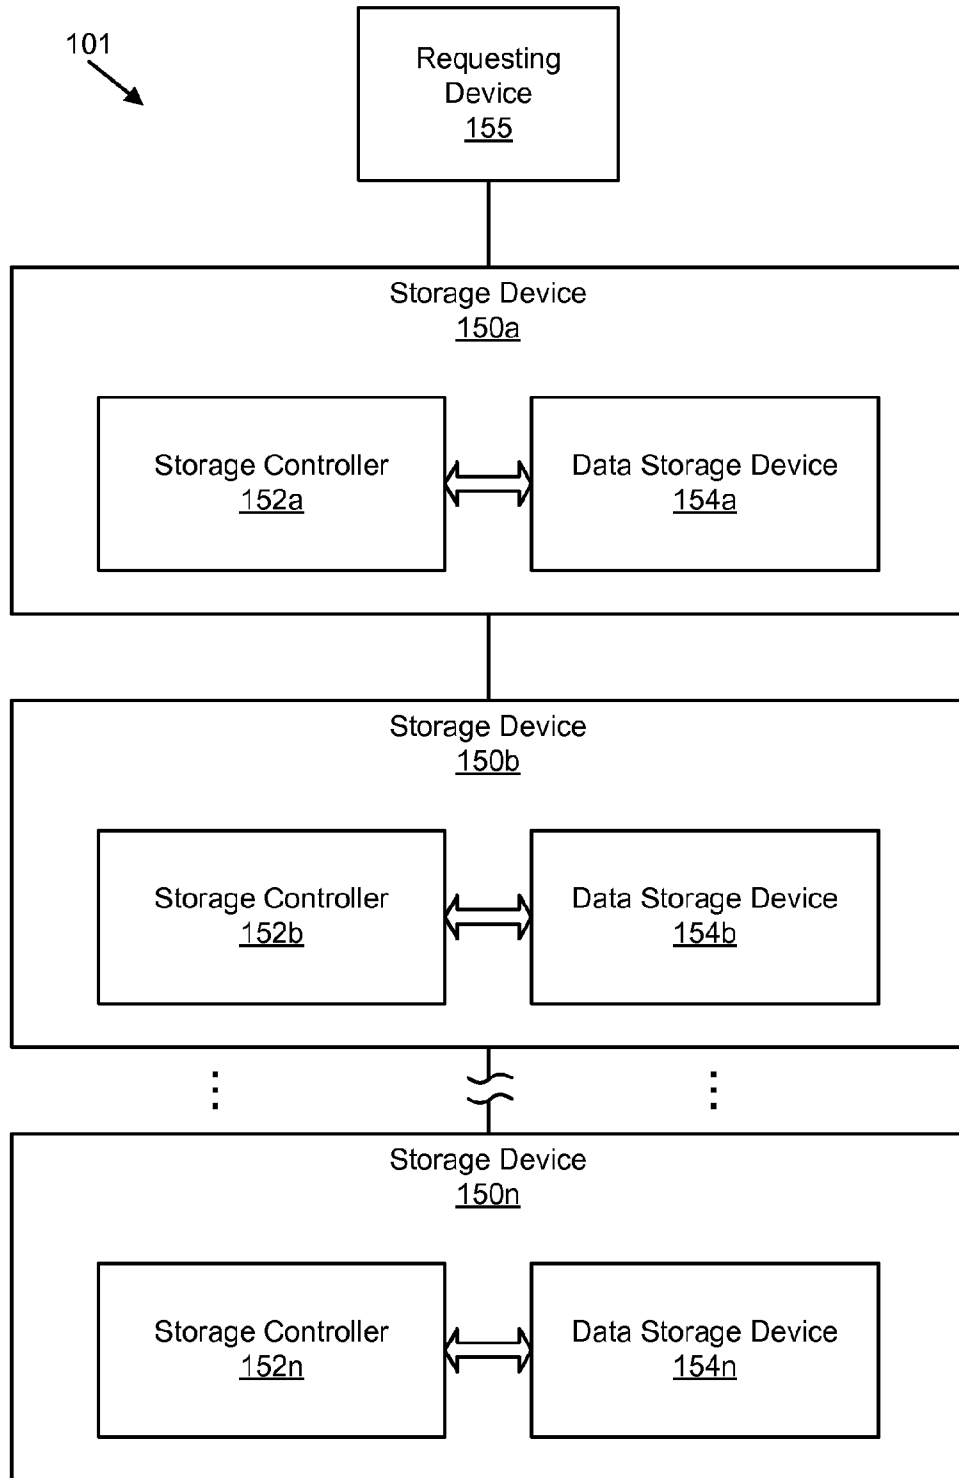 101
Requesting
Device
155
Storage Device
150a
Storage Controller
152a
Data Storage Device
154a
Storage Device
150b
Storage Controller
152b
Data Storage Device
154b
Storage Device
150n
Storage Controller
152n
Data Storage Device
154n